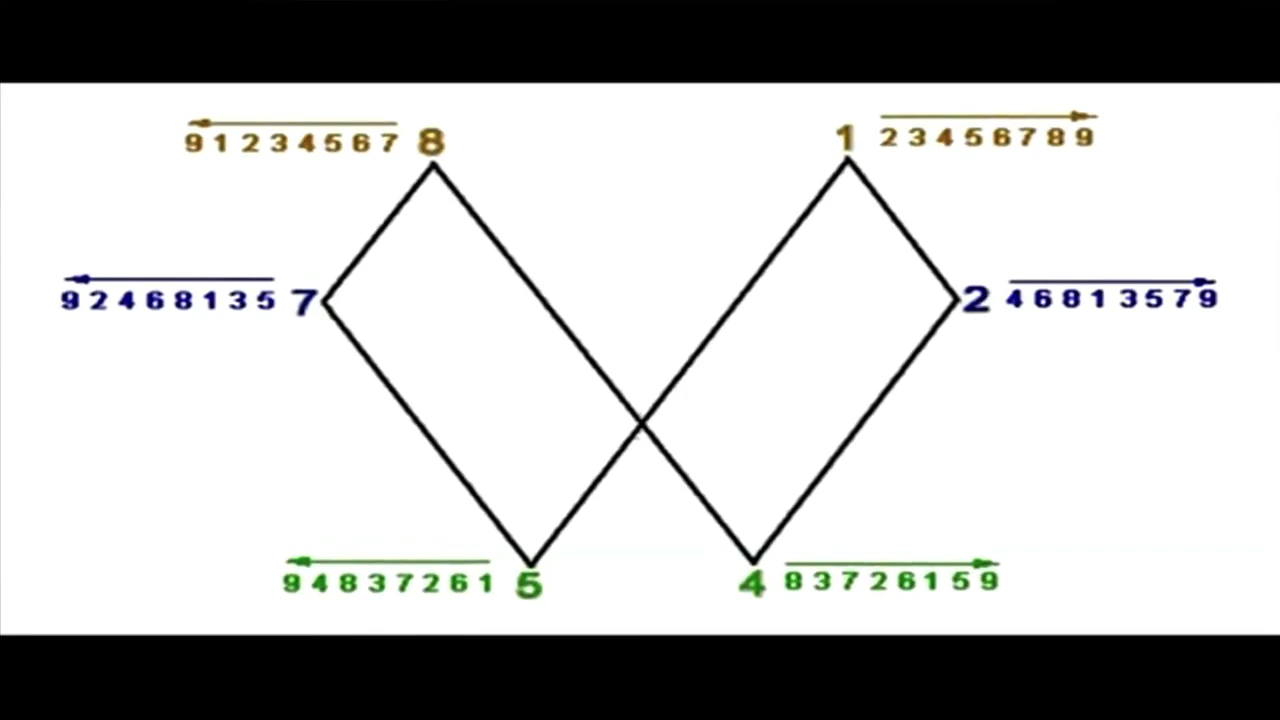 9 1 2 3 4 5 6 7 8
1 2 3 4 5 6 7 8 9
9 2 4 6 8 1 3 5 7
2 4 6 8 1 3 5 7 9
9 4 8 3 7 2 6 1 5
4 8 3 7 2 6 1 5 9